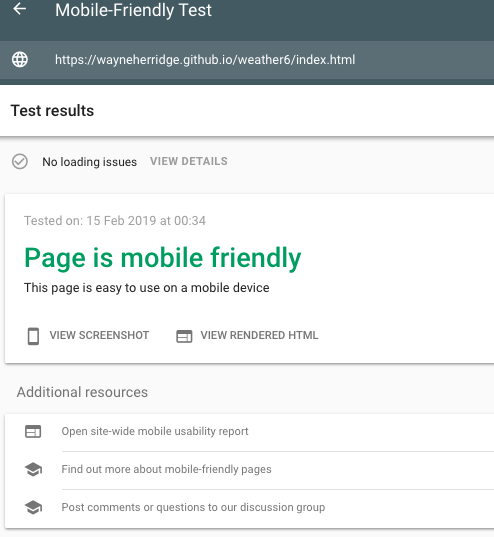 Mobile-Friendly Test
https://wayneherridge.github.io/weather6/index.html
Test results
No loading issues VIEW DETAILS
Tested on: 15 Feb 2019 at 00:34
Page is mobile friendly
This page is easy to use on a mobile device
VIEW SCREENSHOT VIEW RENDERED HTML
Additional resources
Open site-wide mobile usability report
Find out more about mobile-friendly pages
Post comments or questions to our discussion group